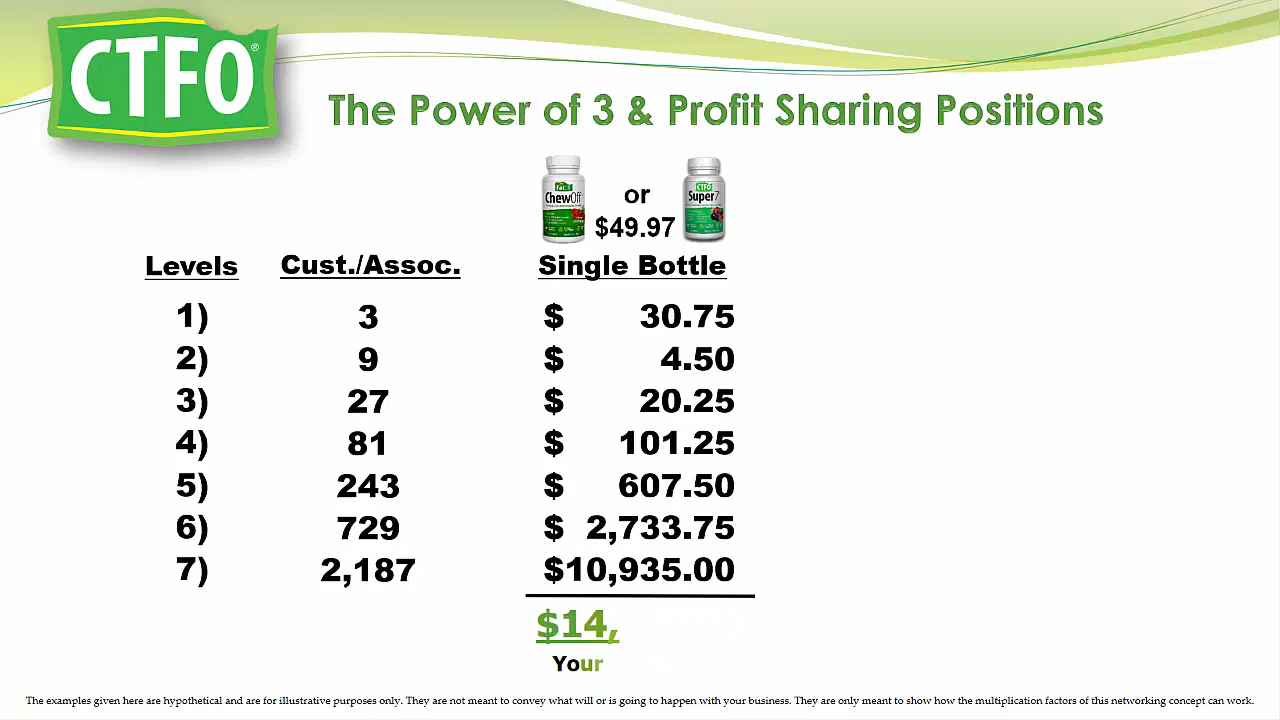 CTFO®
The Power of 3 & Profit Sharing Positions
ChewOff
or
CTFO
Super7
$49.97
Levels Cust./Assoc. Single Bottle
1) 3 $ 30.75
2) 9 $ 4.50
3) 27 $ 20.25
4) 81 $ 101.25
5) 243 $ 607.50
6) 729 $ 2,733.75
7) 2,187 $10,935.00
$14,
Your
The examples given here are hypothetical and are for illustrative purposes only. They are not meant to convey what will or is going to happen with your business. They are only meant to show how the multiplication factors of this networking concept can work.